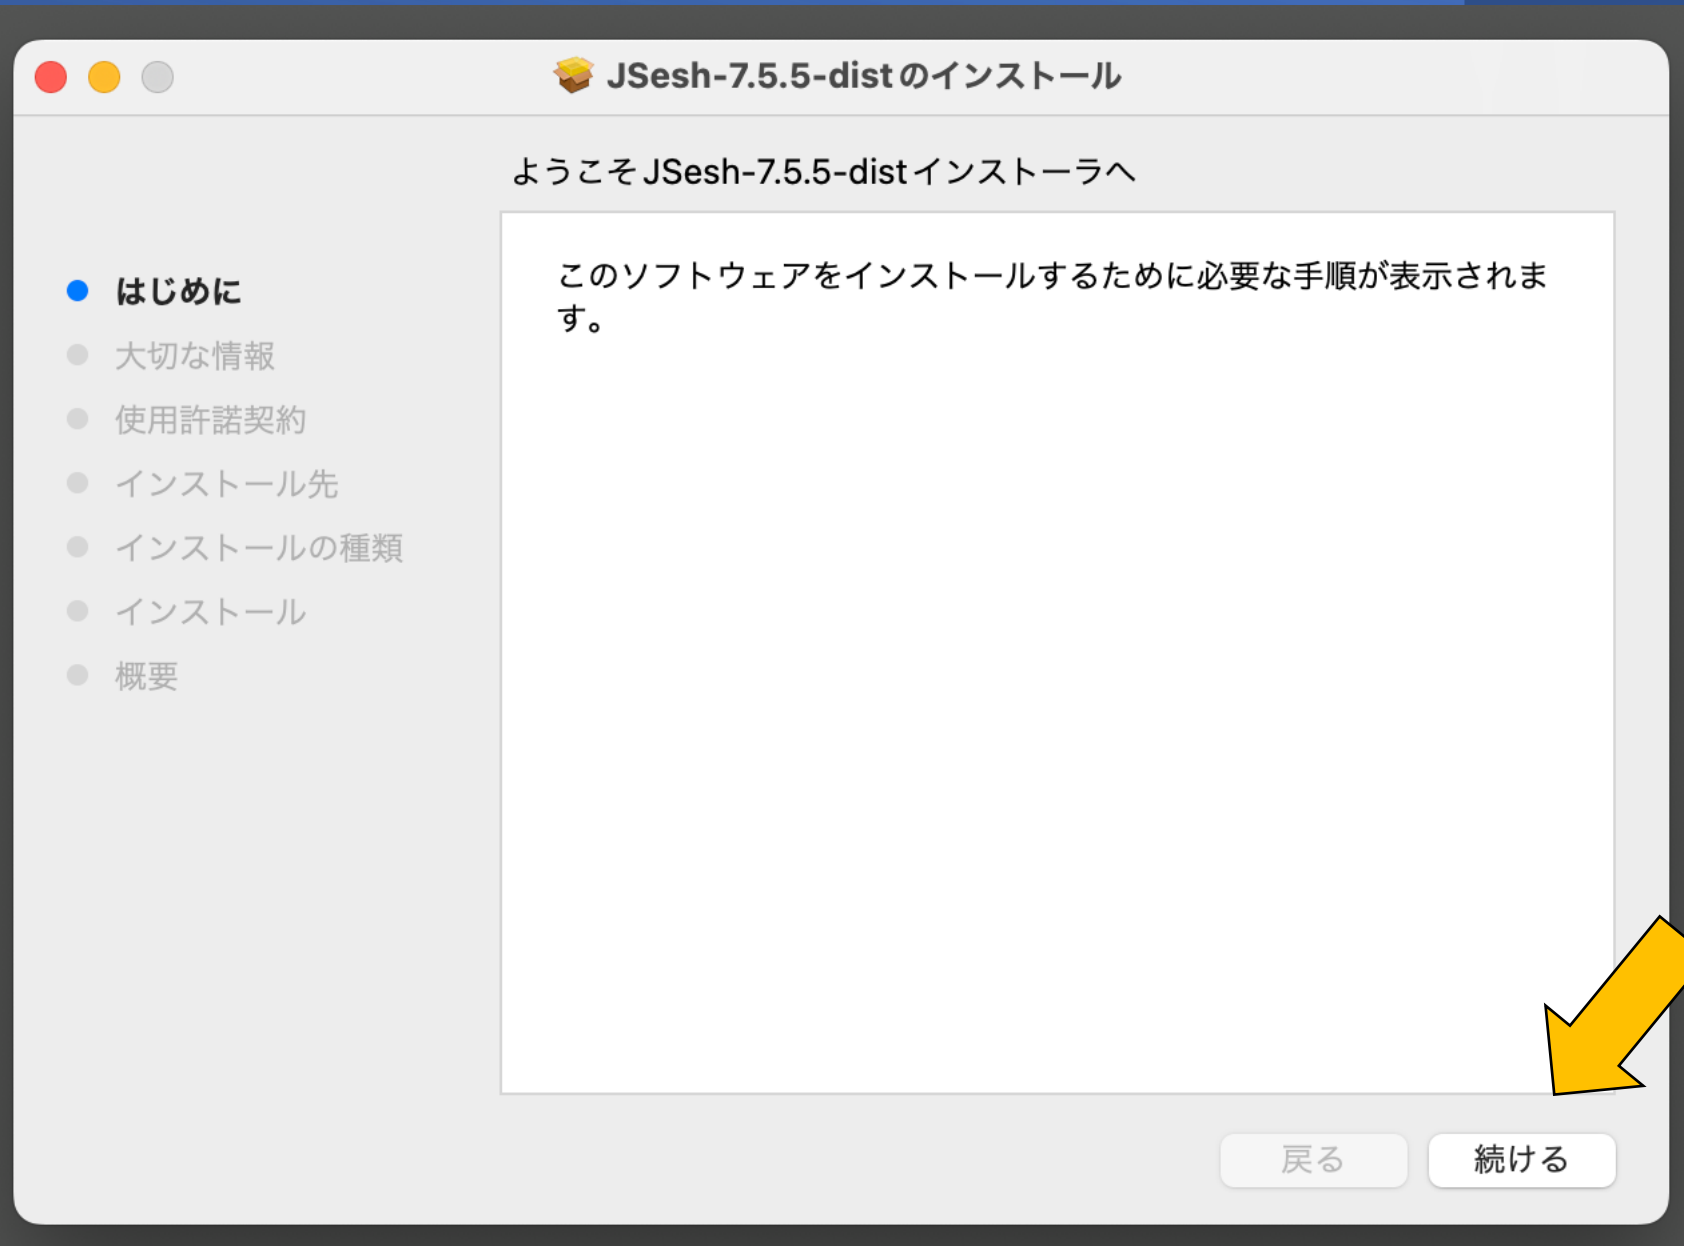 JSesh-7.5.5-distのインストール
ようこそJSesh-7.5.5-distインストーラへ
はじめに
大切な情報
使用許諾契約
インストール先
インストールの種類
インストール
概要
このソフトウェアをインストールするために必要な手順が表示されま
す。
戻る
続ける